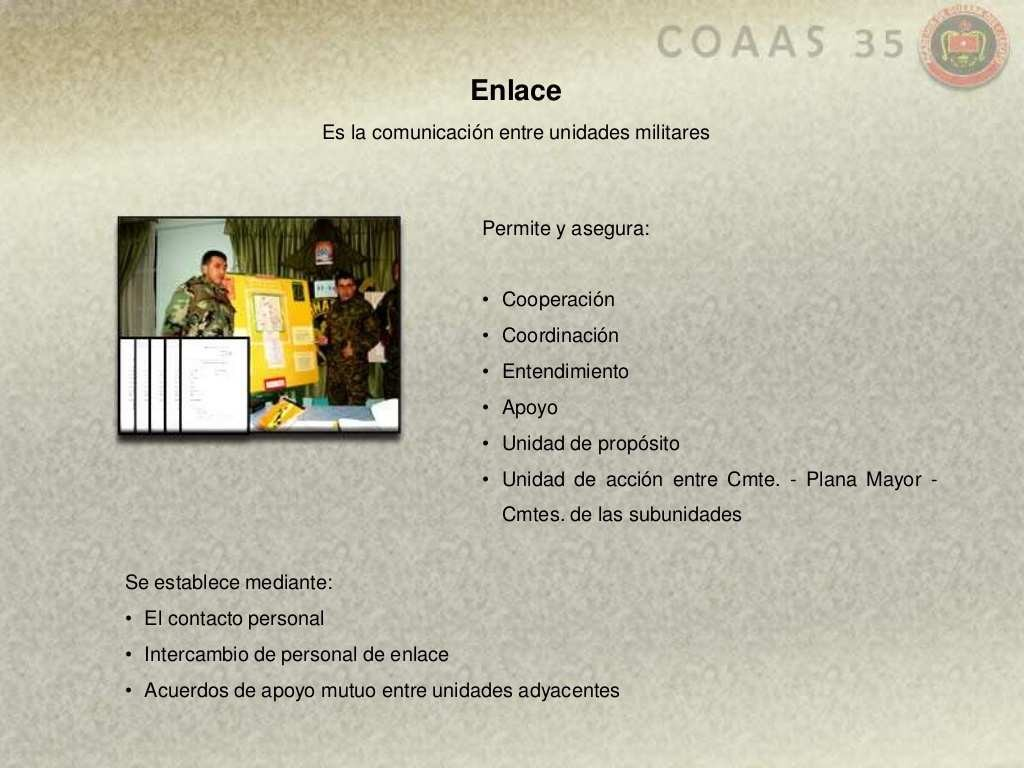 COAAS 35
Enlace
Es la comunicación entre unidades militares
Permite y asegura:
• Cooperación
• Coordinación
• Entendimiento
• Apoyo
• Unidad de propósito
• Unidad de acción entre Cmte. - Plana Mayor -
Cmtes. de las subunidades
Se establece mediante:
• El contacto personal
• Intercambio de personal de enlace
• Acuerdos de apoyo mutuo entre unidades adyacentes